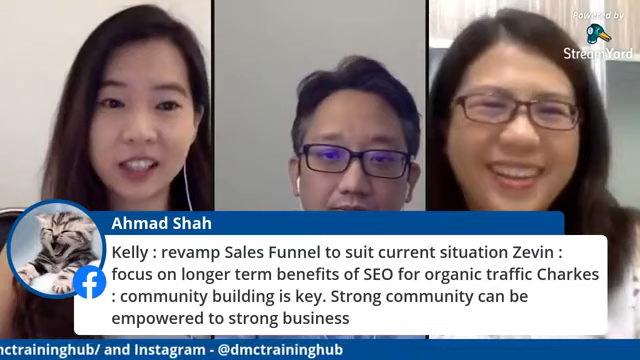 Powered by
StreamYard
Ahmad Shah
Kelly : revamp Sales Funnel to suit current situation Zevin :
focus on longer term benefits of SEO for organic traffic Charkes
: community building is key. Strong community can be
empowered to strong business
and Instagram - @dmctraininghub